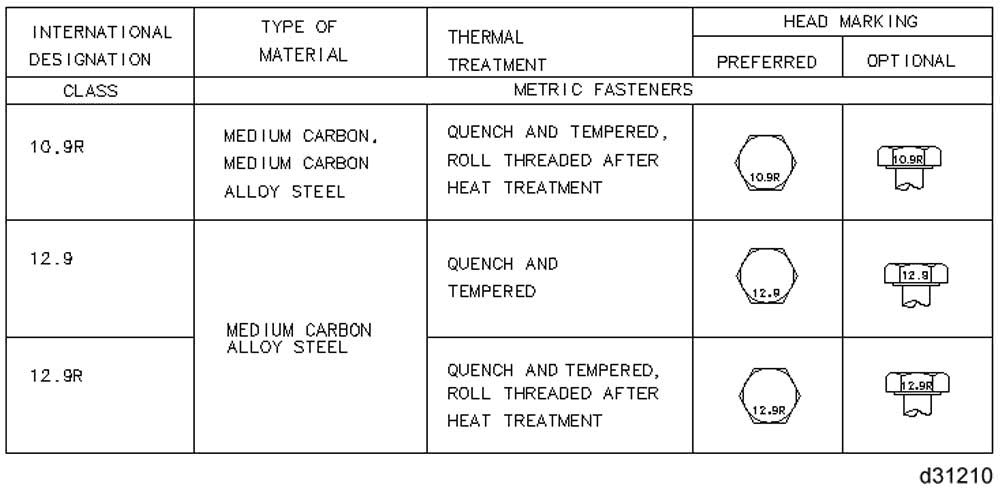 INTERNATIONAL
DESIGNATION
TYPE OF
MATERIAL
THERMAL
TREATMENT
HEAD MARKING
PREFERRED
OPTIONAL
CLASS
METRIC FASTENERS
10.9R
MEDIUM CARBON,
MEDIUM CARBON
ALLOY STEEL
QUENCH AND TEMPERED,
ROLL THREADED AFTER
HEAT TREATMENT
10.9R
10.9R
12.9
MEDIUM CARBON
ALLOY STEEL
QUENCH AND
TEMPERED
12.9
12.9
12.9R
QUENCH AND TEMPERED,
ROLL THREADED AFTER
HEAT TREATMENT
12.9R
12.9R
d31210